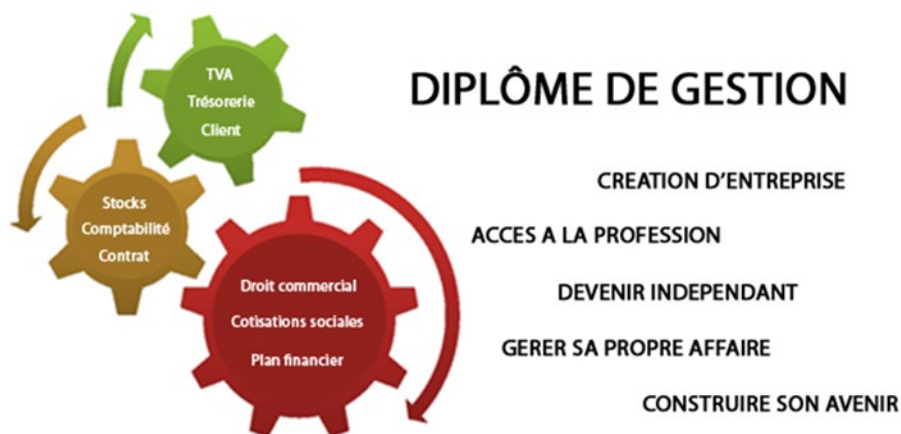 TVA
Trésorerie
Client
Stocks
Comptabilité
Contrat
Droit commercial
Cotisations sociales
Plan financier
DIPLÔME DE GESTION
CREATION D'ENTREPRISE
ACCES A LA PROFESSION
DEVENIR INDEPENDANT
GERER SA PROPRE AFFAIRE
CONSTRUIRE SON AVENIR